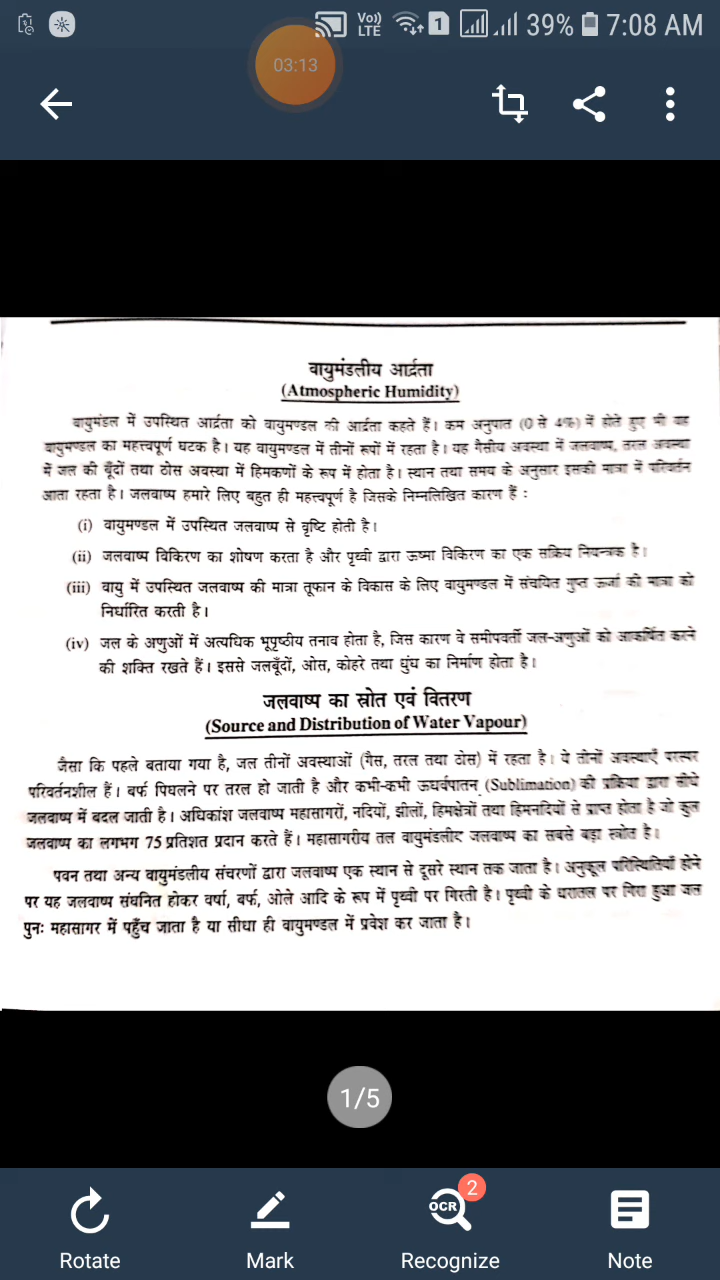 Vo))
LTE
1
39%
7:08 AM
03:13
वायुमंडलीय आर्द्रता
(Atmospheric Humidity)
वायुमंडल में उपस्थित आर्द्रता को वायुमण्डल की आर्द्रता कहते हैं। कम अनुपात (0 से 4%) में होते हुए भी यह
वायुमण्डल का महत्त्वपूर्ण घटक है। यह वायुमण्डल में तीनों रूपों में रहता है। यह गैसीय अवस्था में जलवाष्प, तरल अवस्था
में जल की बूँदों तथा ठोस अवस्था में हिमकणों के रूप में होता है। स्थान तथा समय के अनुसार इसकी मात्रा में परिवर्तन
आता रहता है। जलवाष्प हमारे लिए बहुत ही महत्त्वपूर्ण है जिसके निम्नलिखित कारण हैं :
(i) वायुमण्डल में उपस्थित जलवाष्प से वृष्टि होती है।
(ii) जलवाष्प विकिरण का शोषण करता है और पृथ्वी द्वारा ऊष्मा विकिरण का एक सक्रिय नियन्त्रक है।
(iii) वायु में उपस्थित जलवाष्प की मात्रा तूफान के विकास के लिए वायुमण्डल में संचयित गुप्त ऊर्जा की मात्रा को
निर्धारित करती है।
(iv) जल के अणुओं में अत्यधिक भूपृष्ठीय तनाव होता है, जिस कारण वे समीपवर्ती जल-अणुओं को आकर्षित करने
की शक्ति रखते हैं। इससे जलबूँदों, ओस, कोहरे तथा धुंघ का निर्माण होता है।
जलवाष्प का स्रोत एवं वितरण
(Source and Distribution of Water Vapour)
जैसा कि पहले बताया गया है, जल तीनों अवस्थाओं (गैस, तरल तथा ठोस) में रहता है। ये तीनों अवस्थाएँ परस्पर
परिवर्तनशील हैं। बर्फ पिघलने पर तरल हो जाती है और कभी-कभी ऊर्घ्वपातन (Sublimation) की प्रक्रिया द्वारा सीधे
जलवाष्प में बदल जाती है। अधिकांश जलवाष्प महासागरों, नदियों, झीलों, हिमक्षेत्रों तथा हिमनदियों से प्राप्त होता है जो कुल
जलवाष्प का लगभग 75 प्रतिशत प्रदान करते हैं। महासागरीय तल वायुमंडलीय जलवाष्प का सबसे बड़ा स्त्रोत है।
पवन तथा अन्य वायुमंडलीय संचरणों द्वारा जलवाष्प एक स्थान से दूसरे स्थान तक जाता है। अनुकूल परिस्थितियाँ होने
पर यह जलवाष्प संघनित होकर वर्षा, बर्फ, ओले आदि के रूप में पृथ्वी पर गिरती है। पृथ्वी के धरातल पर गिरा हुआ जल
पुनः महासागर में पहुँच जाता है या सीधा ही वायुमण्डल में प्रवेश कर जाता है।
1/5
2
OCR
Rotate
Mark
Recognize
Note